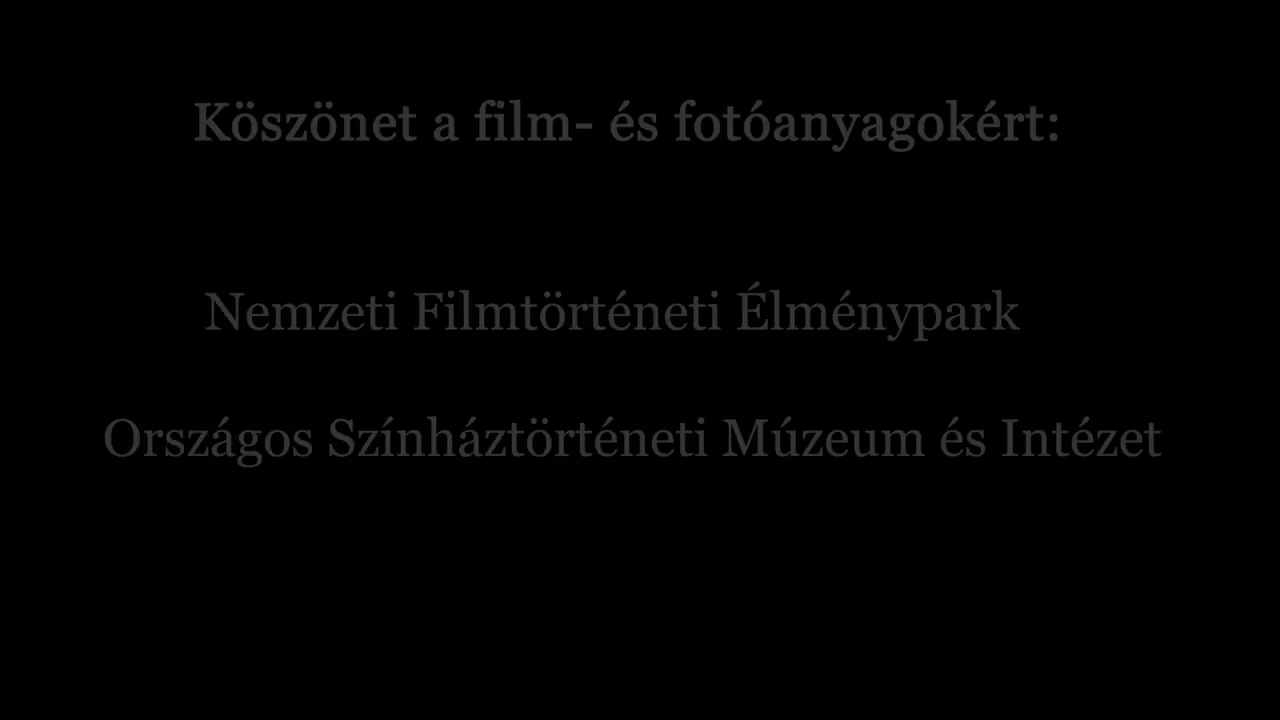 Köszönet a film- és fotóanyagokért:
Nemzeti Filmtörténeti Élménypark
Országos Színháztörténeti Múzeum és Intézet